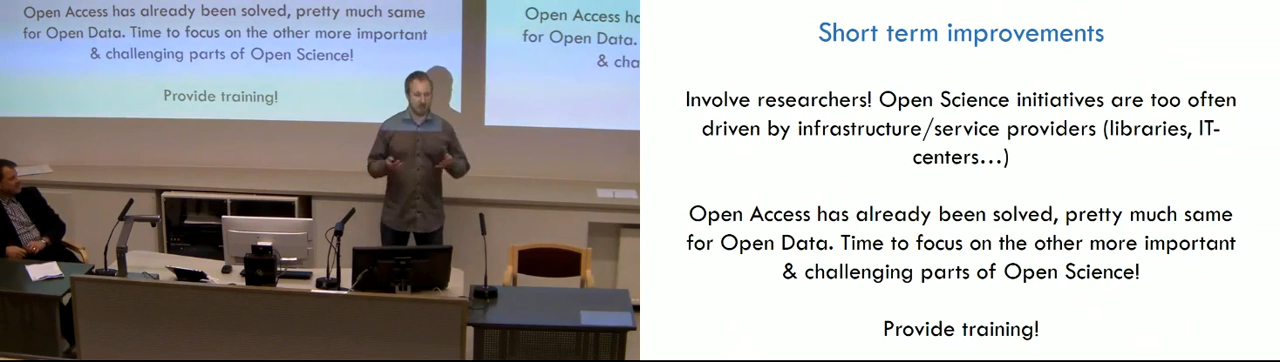 Open Access has already been solved, pretty much same
for Open Data. Time to focus on the other more important
& challenging parts of Open Science!
Provide training!
Open Access ha
for Open Data.
& cha
Short term improvements
Involve researchers! Open Science initiatives are too often
driven by infrastructure/service providers (libraries, IT-
centers...)
Open Access has already been solved, pretty much same
for Open Data. Time to focus on the other more important
& challenging parts of Open Science!
Provide training!